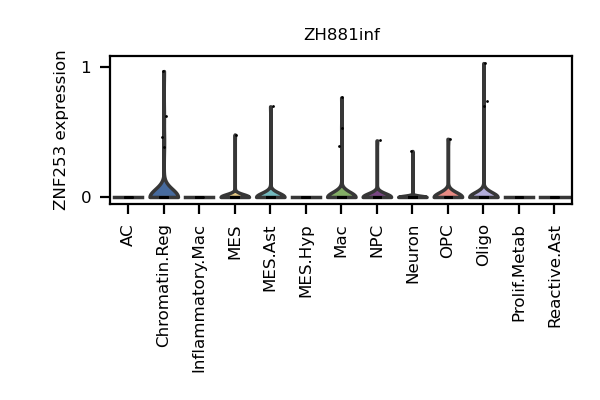 ZH881inf
ZNF253 expression
1
0
AC
Chromatin.Reg
Inflammatory.Mac
MES
MES.Ast
MES.Hyp
Mac
NPC
Neuron
OPC
Oligo
Prolif.Metab
Reactive.Ast